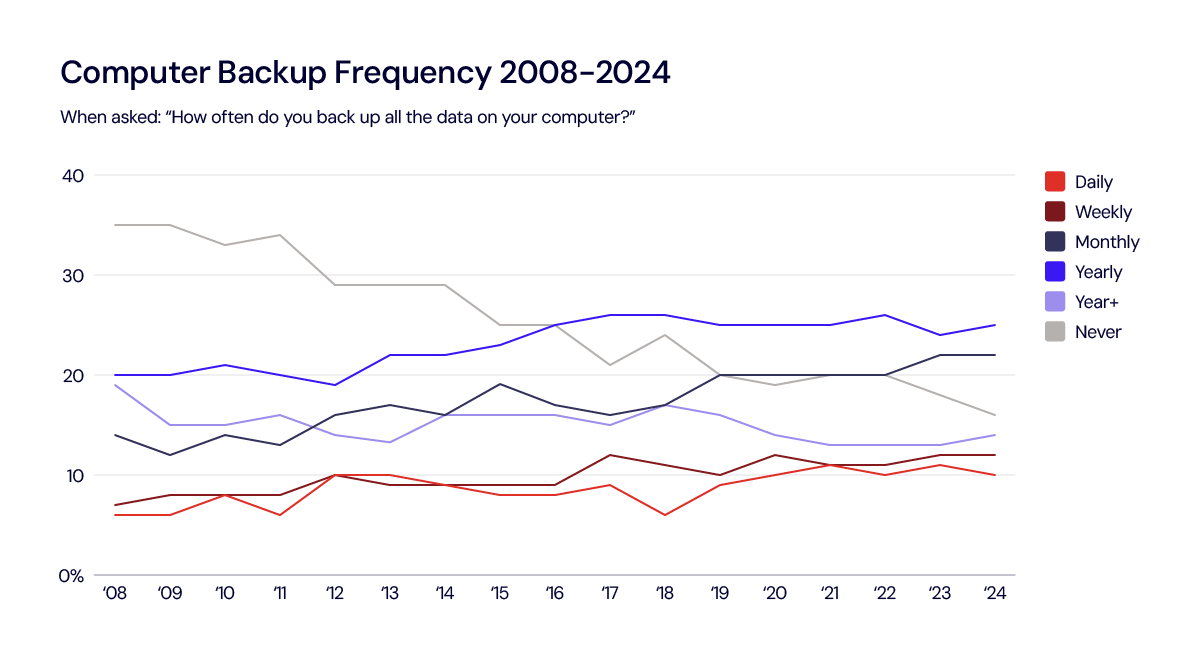 Computer Backup Frequency 2008–2024
When asked: “How often do you back up all the data on your computer?”
40
30
20
10
0%
‘08 ‘09 ‘10 ‘11 ‘12 ‘13 ‘14 ‘15 ‘16 ‘17 ‘18 ‘19 ‘20 ‘21 ‘22 ‘23 ‘24
Daily
Weekly
Monthly
Yearly
Year+
Never